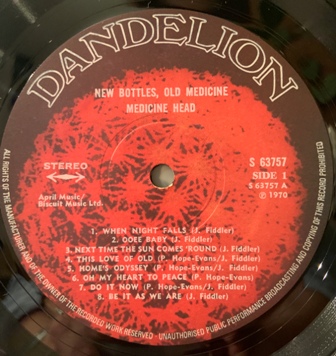 DANDELION
NEW BOTTLES, OLD MEDICINE
MEDICINE HEAD
STEREO
S 63757
SIDE 1
S 63757 A
℗ 1970
April Music/
Biscuit Music Ltd.
1. WHEN NIGHT FALLS (J. Fiddler)
2. OOEE BABY (J. Fiddler)
3. NEXT TIME THE SUN COMES 'ROUND (J. Fiddler)
4. THIS LOVE OF OLD (P. Hope-Evans/J. Fiddler)
5. HOME'S ODYSSEY (P. Hope-Evans/J. Fiddler)
6. OH MY HEART TO PEACE (P. Hope-Evans/J. Fiddler)
7. DO IT NOW (P. Hope-Evans/J. Fiddler)
8. BE IT AS WE ARE (J. Fiddler)
ALL RIGHTS OF THE MANUFACTURER AND OF THE OWNER OF THE RECORDED WORK RESERVED - UNAUTHORISED PUBLIC PERFORMANCE BROADCASTING AND COPYING OF THIS RECORD PROHIBITED